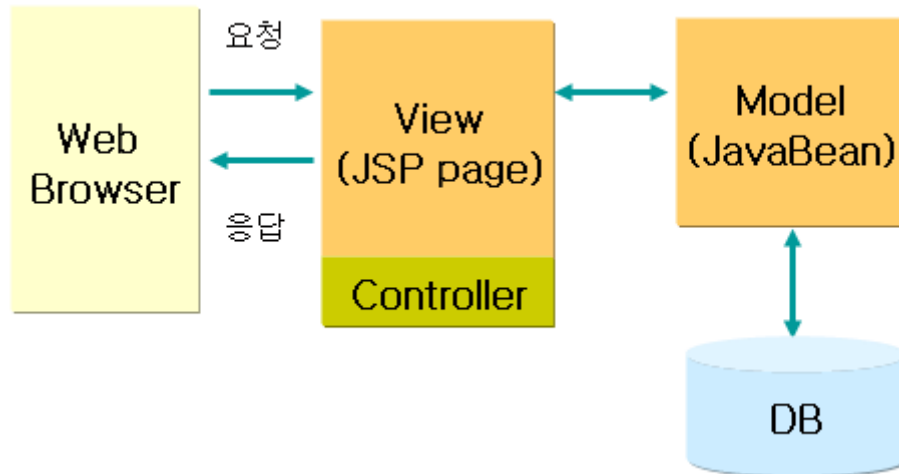 요청
Web
Browser
응답
View
(JSP page)
Controller
Model
(JavaBean)
DB